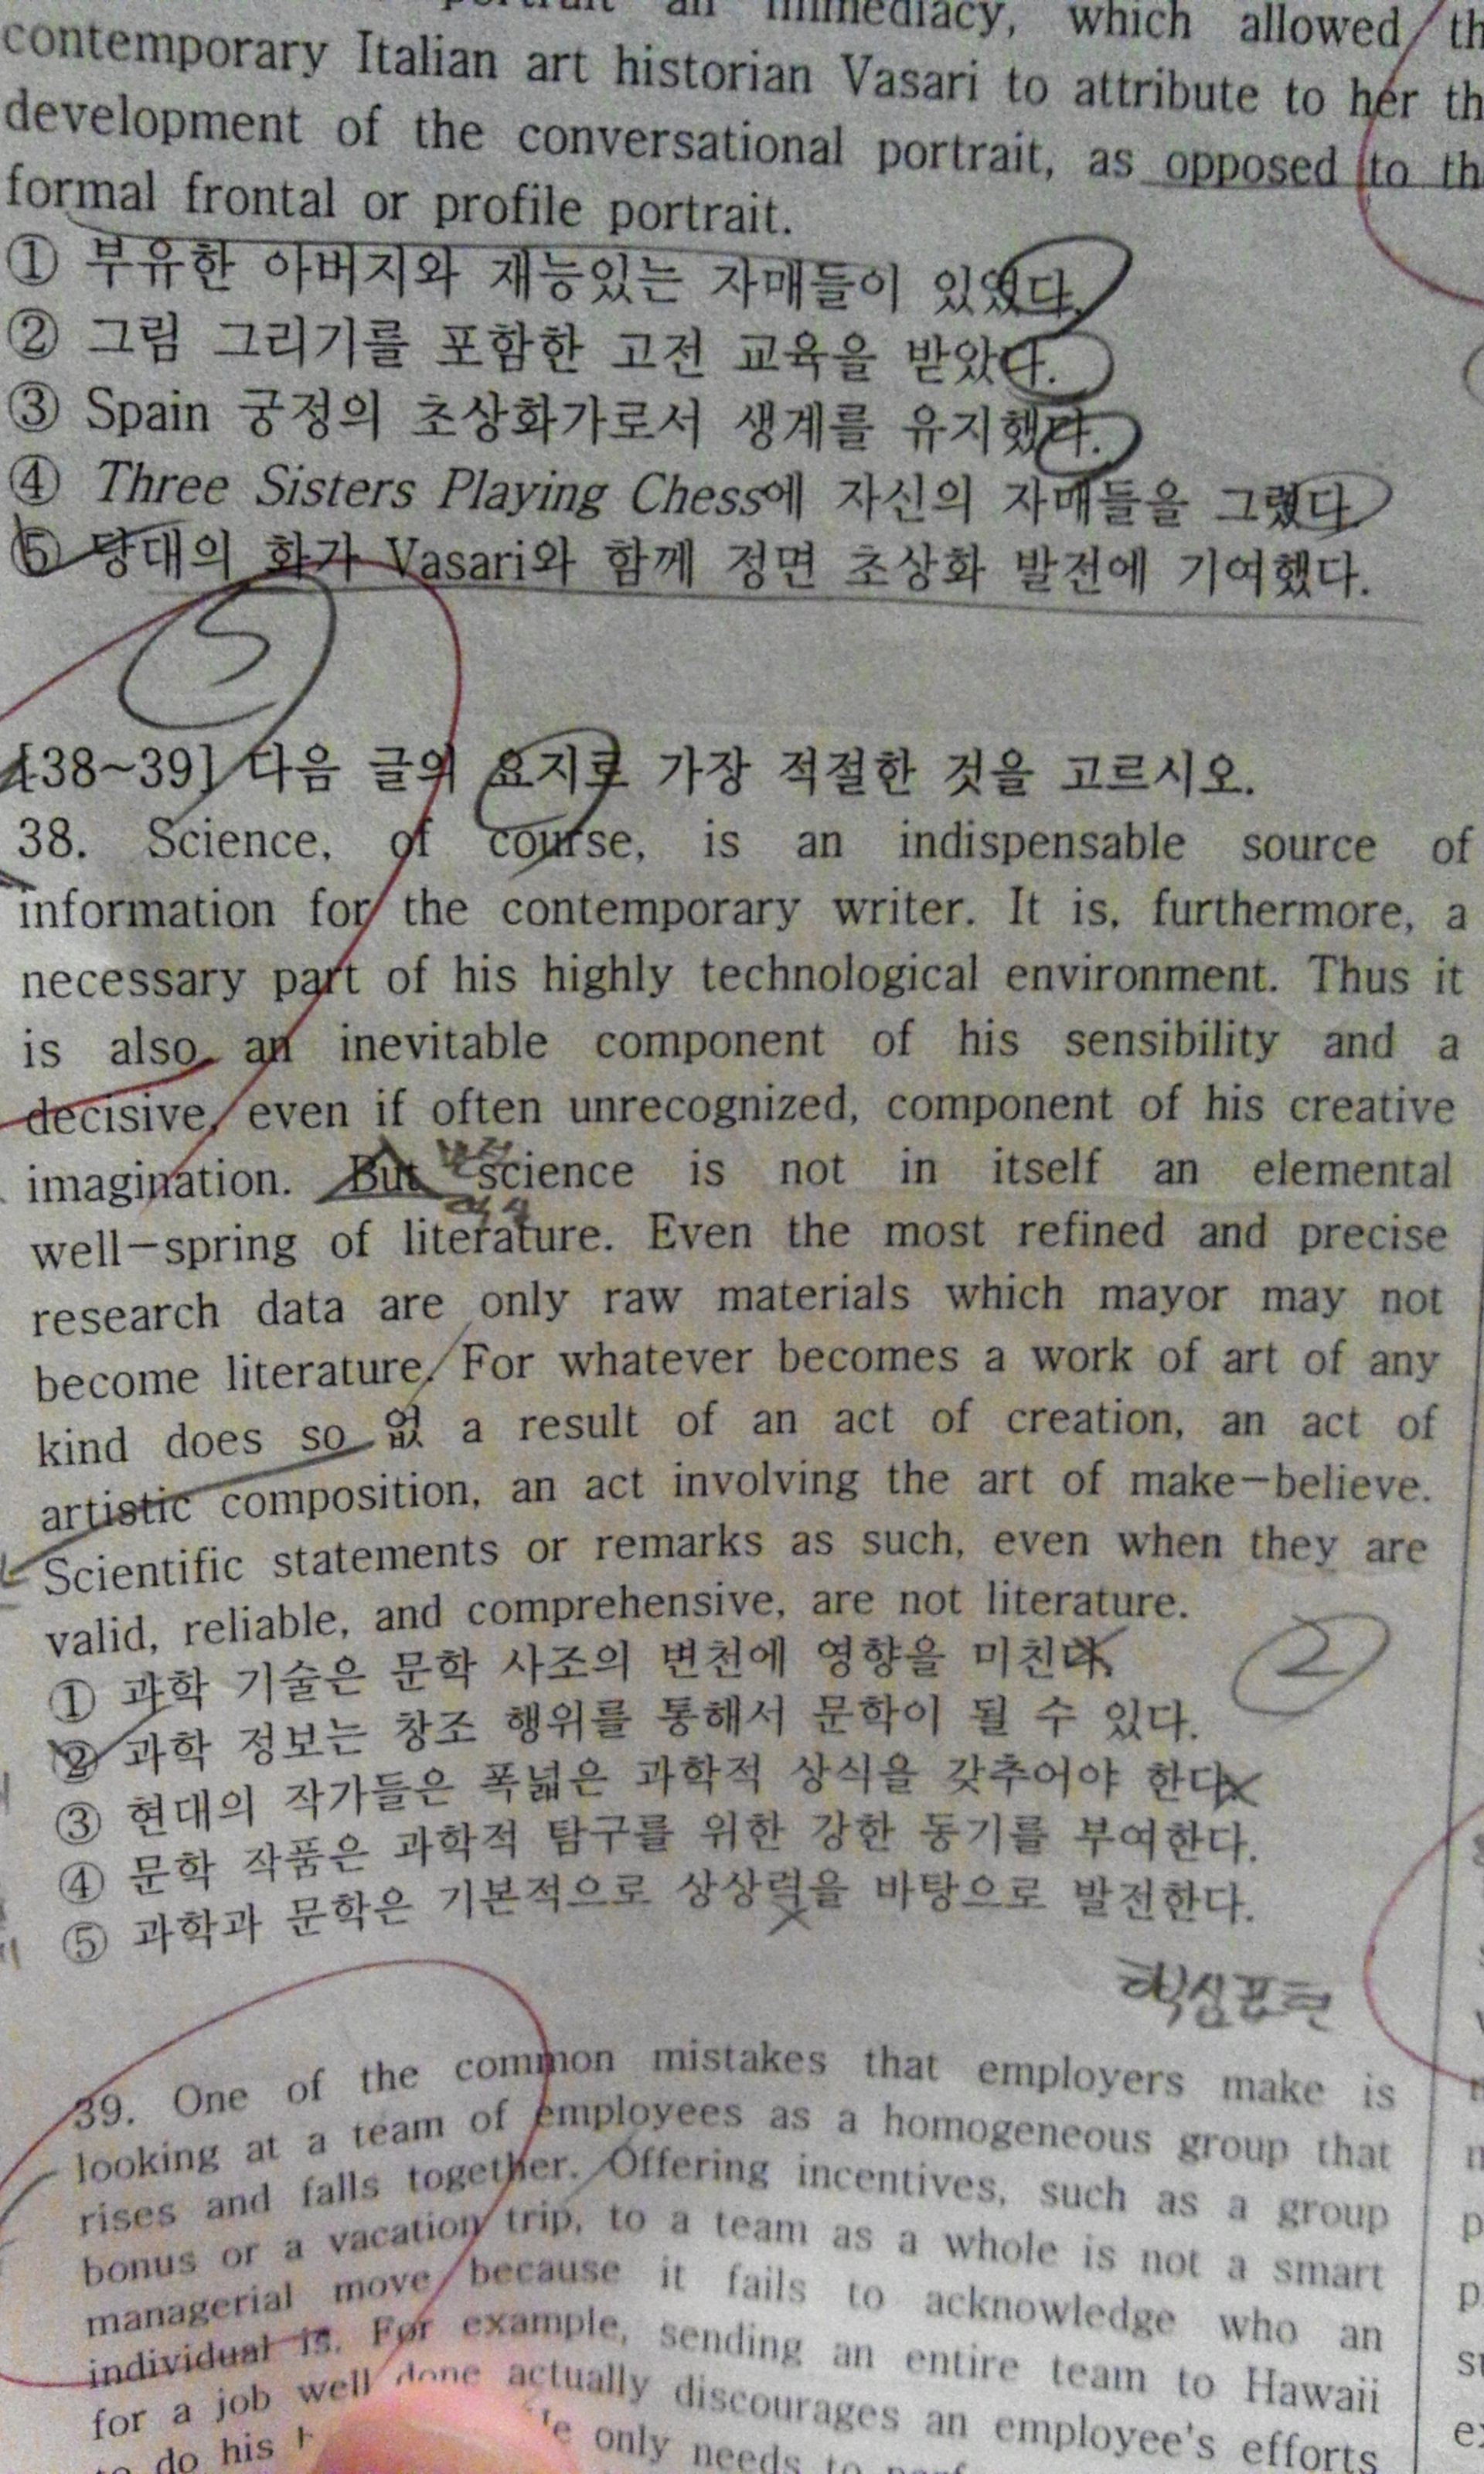 portrait an immediacy, which allowed
contemporary Italian art historian Vasari to attribute to her
development of the conversational portrait, as opposed to
formal frontal or profile portrait.
① 부유한 아버지와 재능있는 자매들이 있었다.
② 그림 그리기를 포함한 고전 교육을 받았다.
③ Spain 궁정의 초상화가로서 생계를 유지했다.
④ Three Sisters Playing Chess에 자신의 자매들을 그렸다.
⑤ 당대의 화가 Vasari와 함께 정면 초상화 발전에 기여했다.
5
[38~39] 다음 글의 요지로 가장 적절한 것을 고르시오.
38. Science, of course, is an indispensable source of
information for the contemporary writer. It is, furthermore, a
necessary part of his highly technological environment. Thus it
is also an inevitable component of his sensibility and a
decisive, even if often unrecognized, component of his creative
imagination. But science is not in itself an elemental
well-spring of literature. Even the most refined and precise
research data are only raw materials which mayor may not
become literature. For whatever becomes a work of art of any
kind does so 없 a result of an act of creation, an act of
artistic composition, an act involving the art of make-believe.
Scientific statements or remarks as such, even when they are
valid, reliable, and comprehensive, are not literature.
① 과학 기술은 문학 사조의 변천에 영향을 미친다.
2
② 과학 정보는 창조 행위를 통해서 문학이 될 수 있다.
③ 현대의 작가들은 폭넓은 과학적 상식을 갖추어야 한다.
④ 문학 작품은 과학적 탐구를 위한 강한 동기를 부여한다.
⑤ 과학과 문학은 기본적으로 상상력을 바탕으로 발전한다.
핵심표현
39. One of the common mistakes that employers make is
looking at a team of employees as a homogeneous group that
rises and falls together. Offering incentives, such as a group
bonus or a vacation trip, to a team as a whole is not a smart
managerial move because it fails to acknowledge who an
individual is. For example, sending an entire team to Hawaii
for a job well done actually discourages an employee's efforts
to do his only needs to